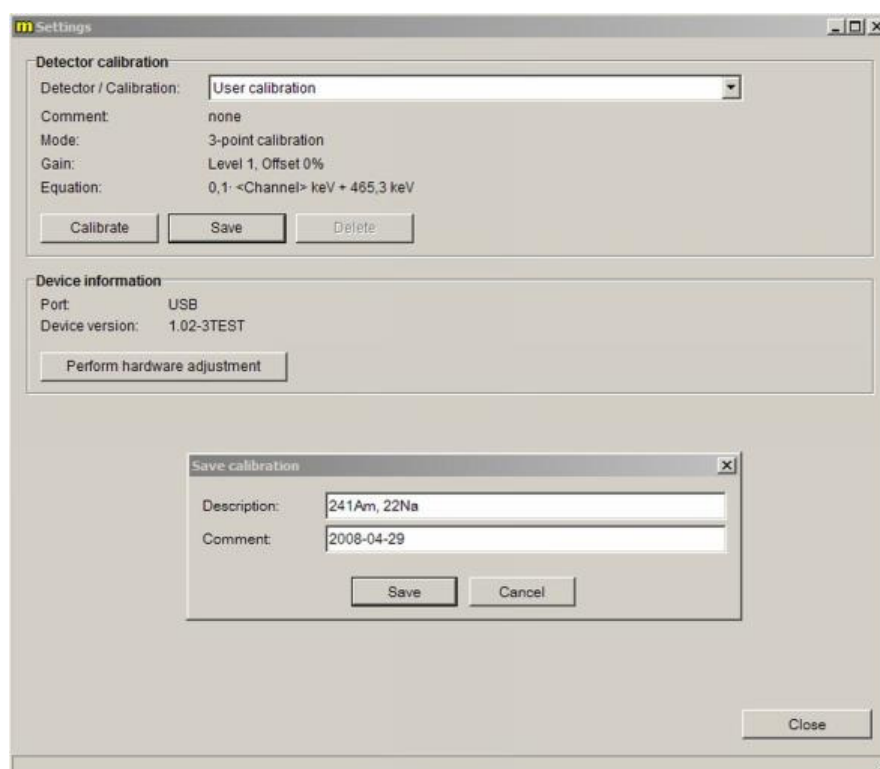 m Settings
Detector calibration
Detector / Calibration: User calibration
Comment: none
Mode: 3-point calibration
Gain: Level 1, Offset 0%
Equation: 0,1· <Channel> keV + 465,3 keV
Calibrate Save Delete
Device information
Port: USB
Device version: 1.02-3TEST
Perform hardware adjustment
Save calibration
Description: 241Am, 22Na
Comment: 2008-04-29
Save Cancel
Close